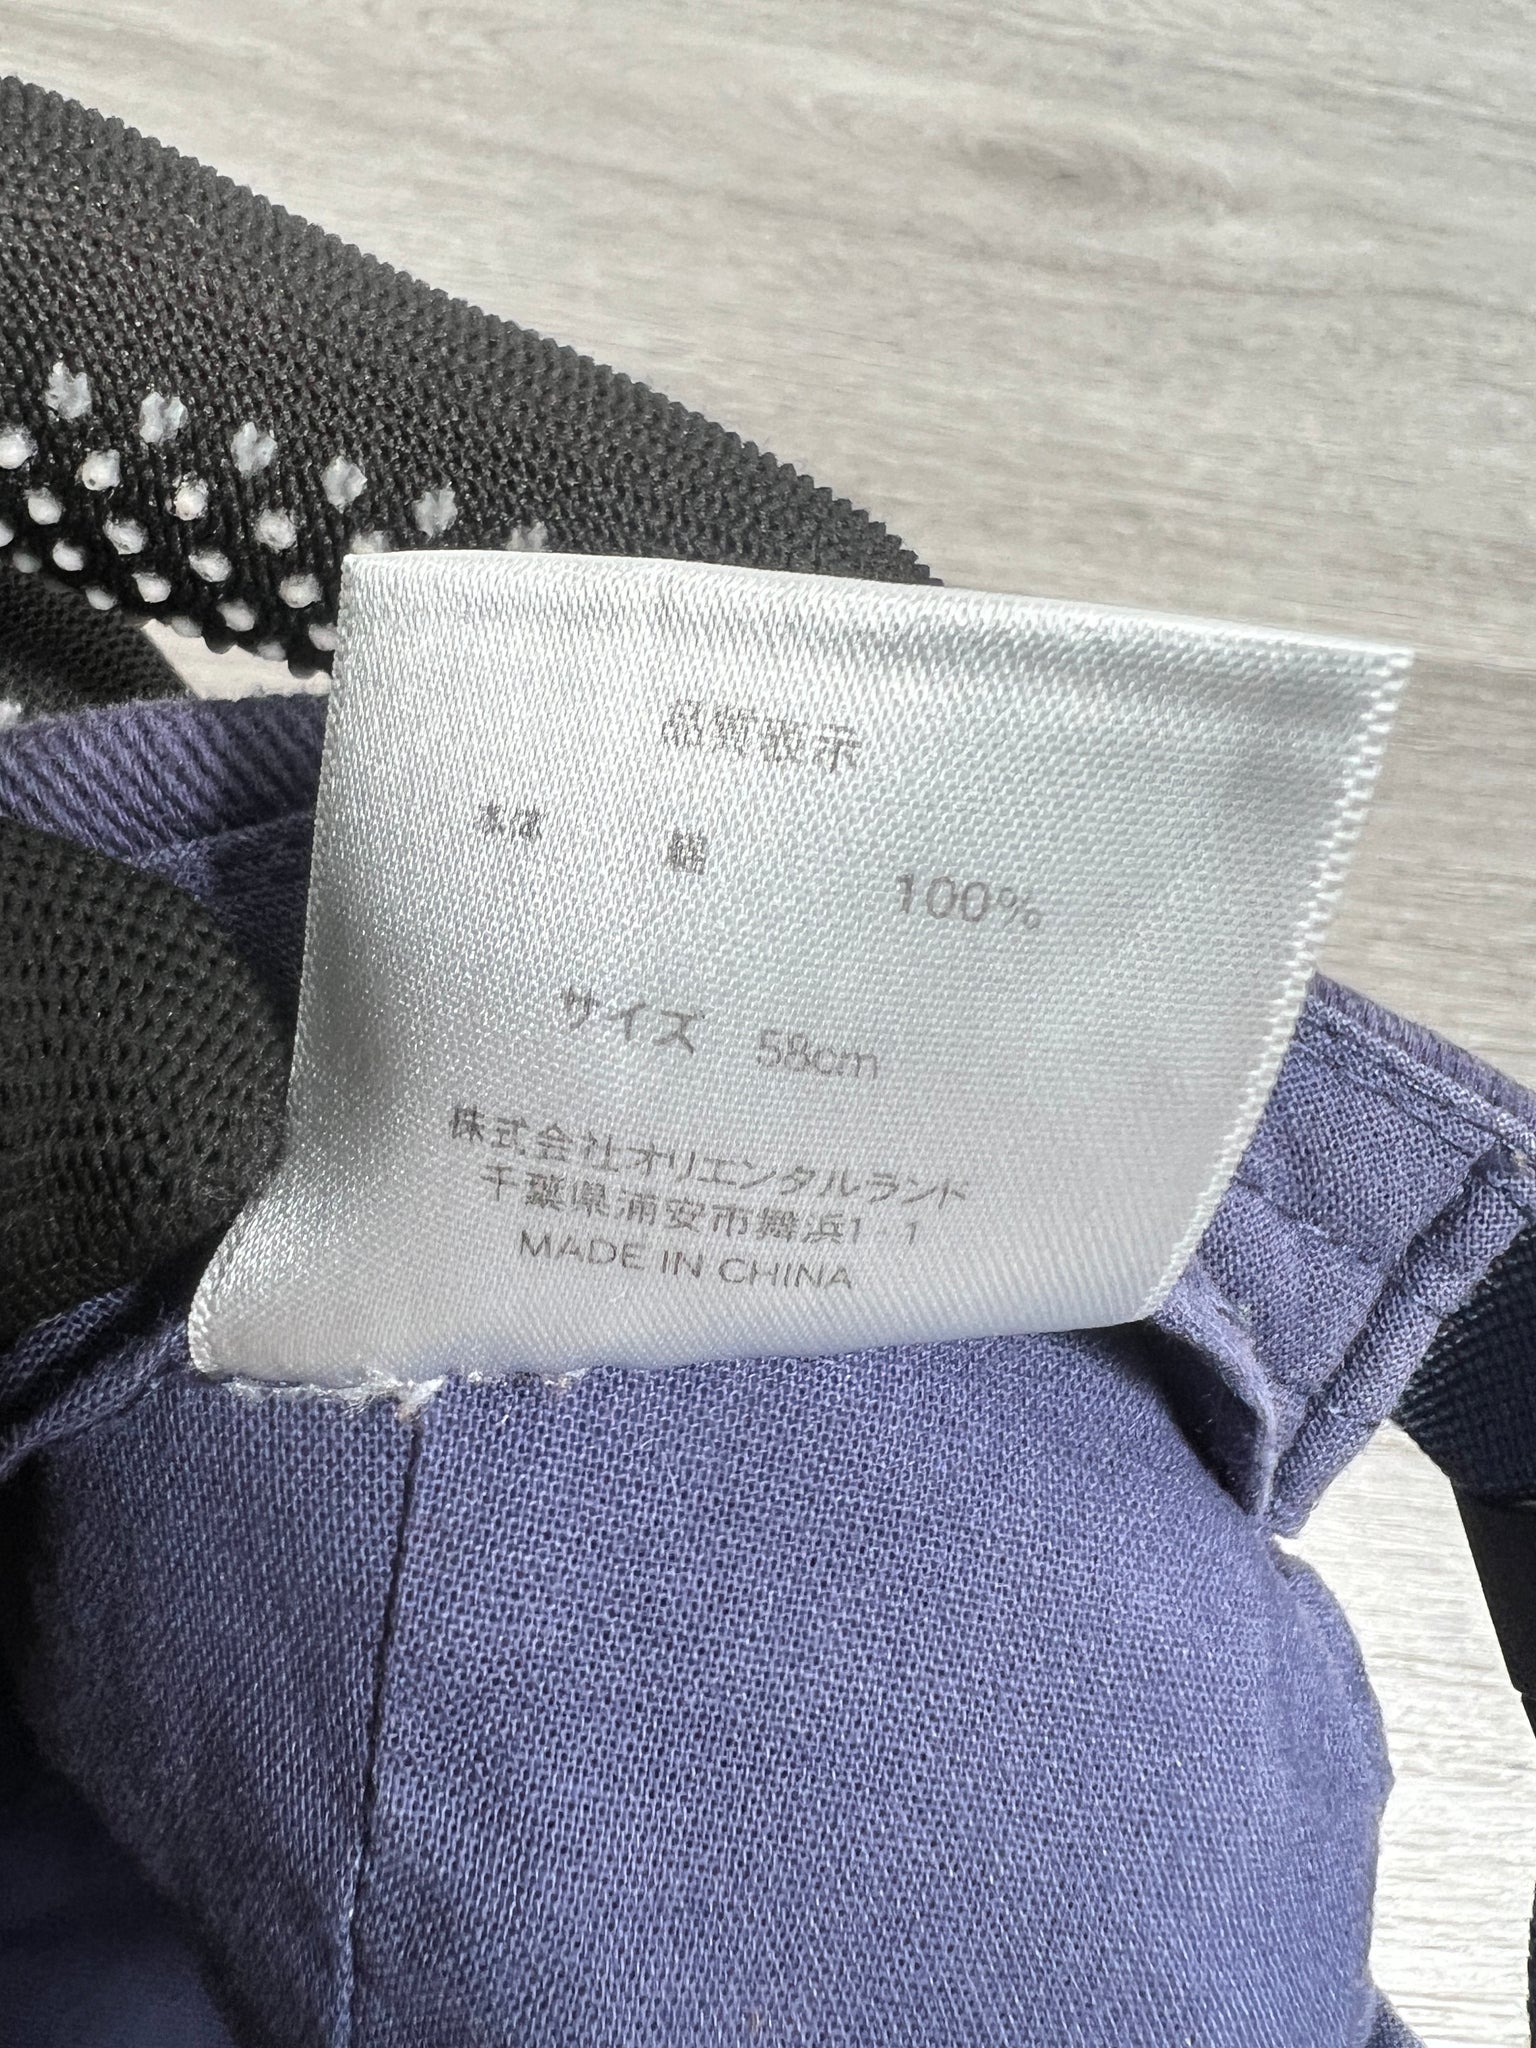 品質表示
本体 綿 100%
サイズ 58cm
株式会社オリエンタルランド
千葉県浦安市舞浜1-1
MADE IN CHINA